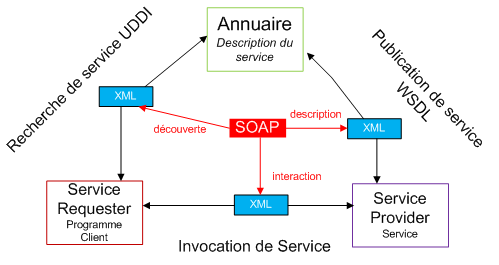 Annuaire
Description du
service
Recherche de service UDDI
Publication de service
WSDL
XML
SOAP
description
XML
découverte
interaction
Service
Requester
Programme
Client
XML
Service
Provider
Service
Invocation de Service